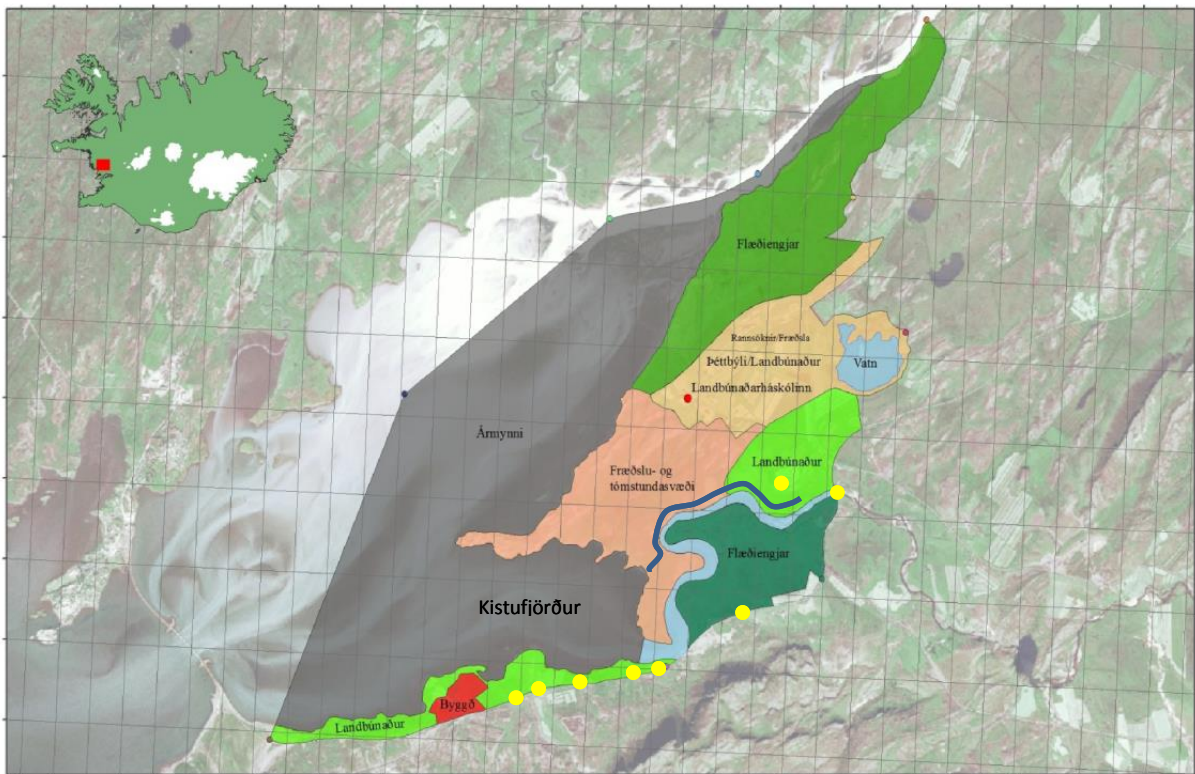 Flæðiengjar
Rannsóknir/Fræðsla
Þéttbýli/Landbúnaður
Vatn
Landbúnaðarháskólinn
Ármynni
Fræðslu- og
tómstundasvæði
Landbúnaður
Flæðiengjar
Kistufjörður
Byggð
Landbúnaður